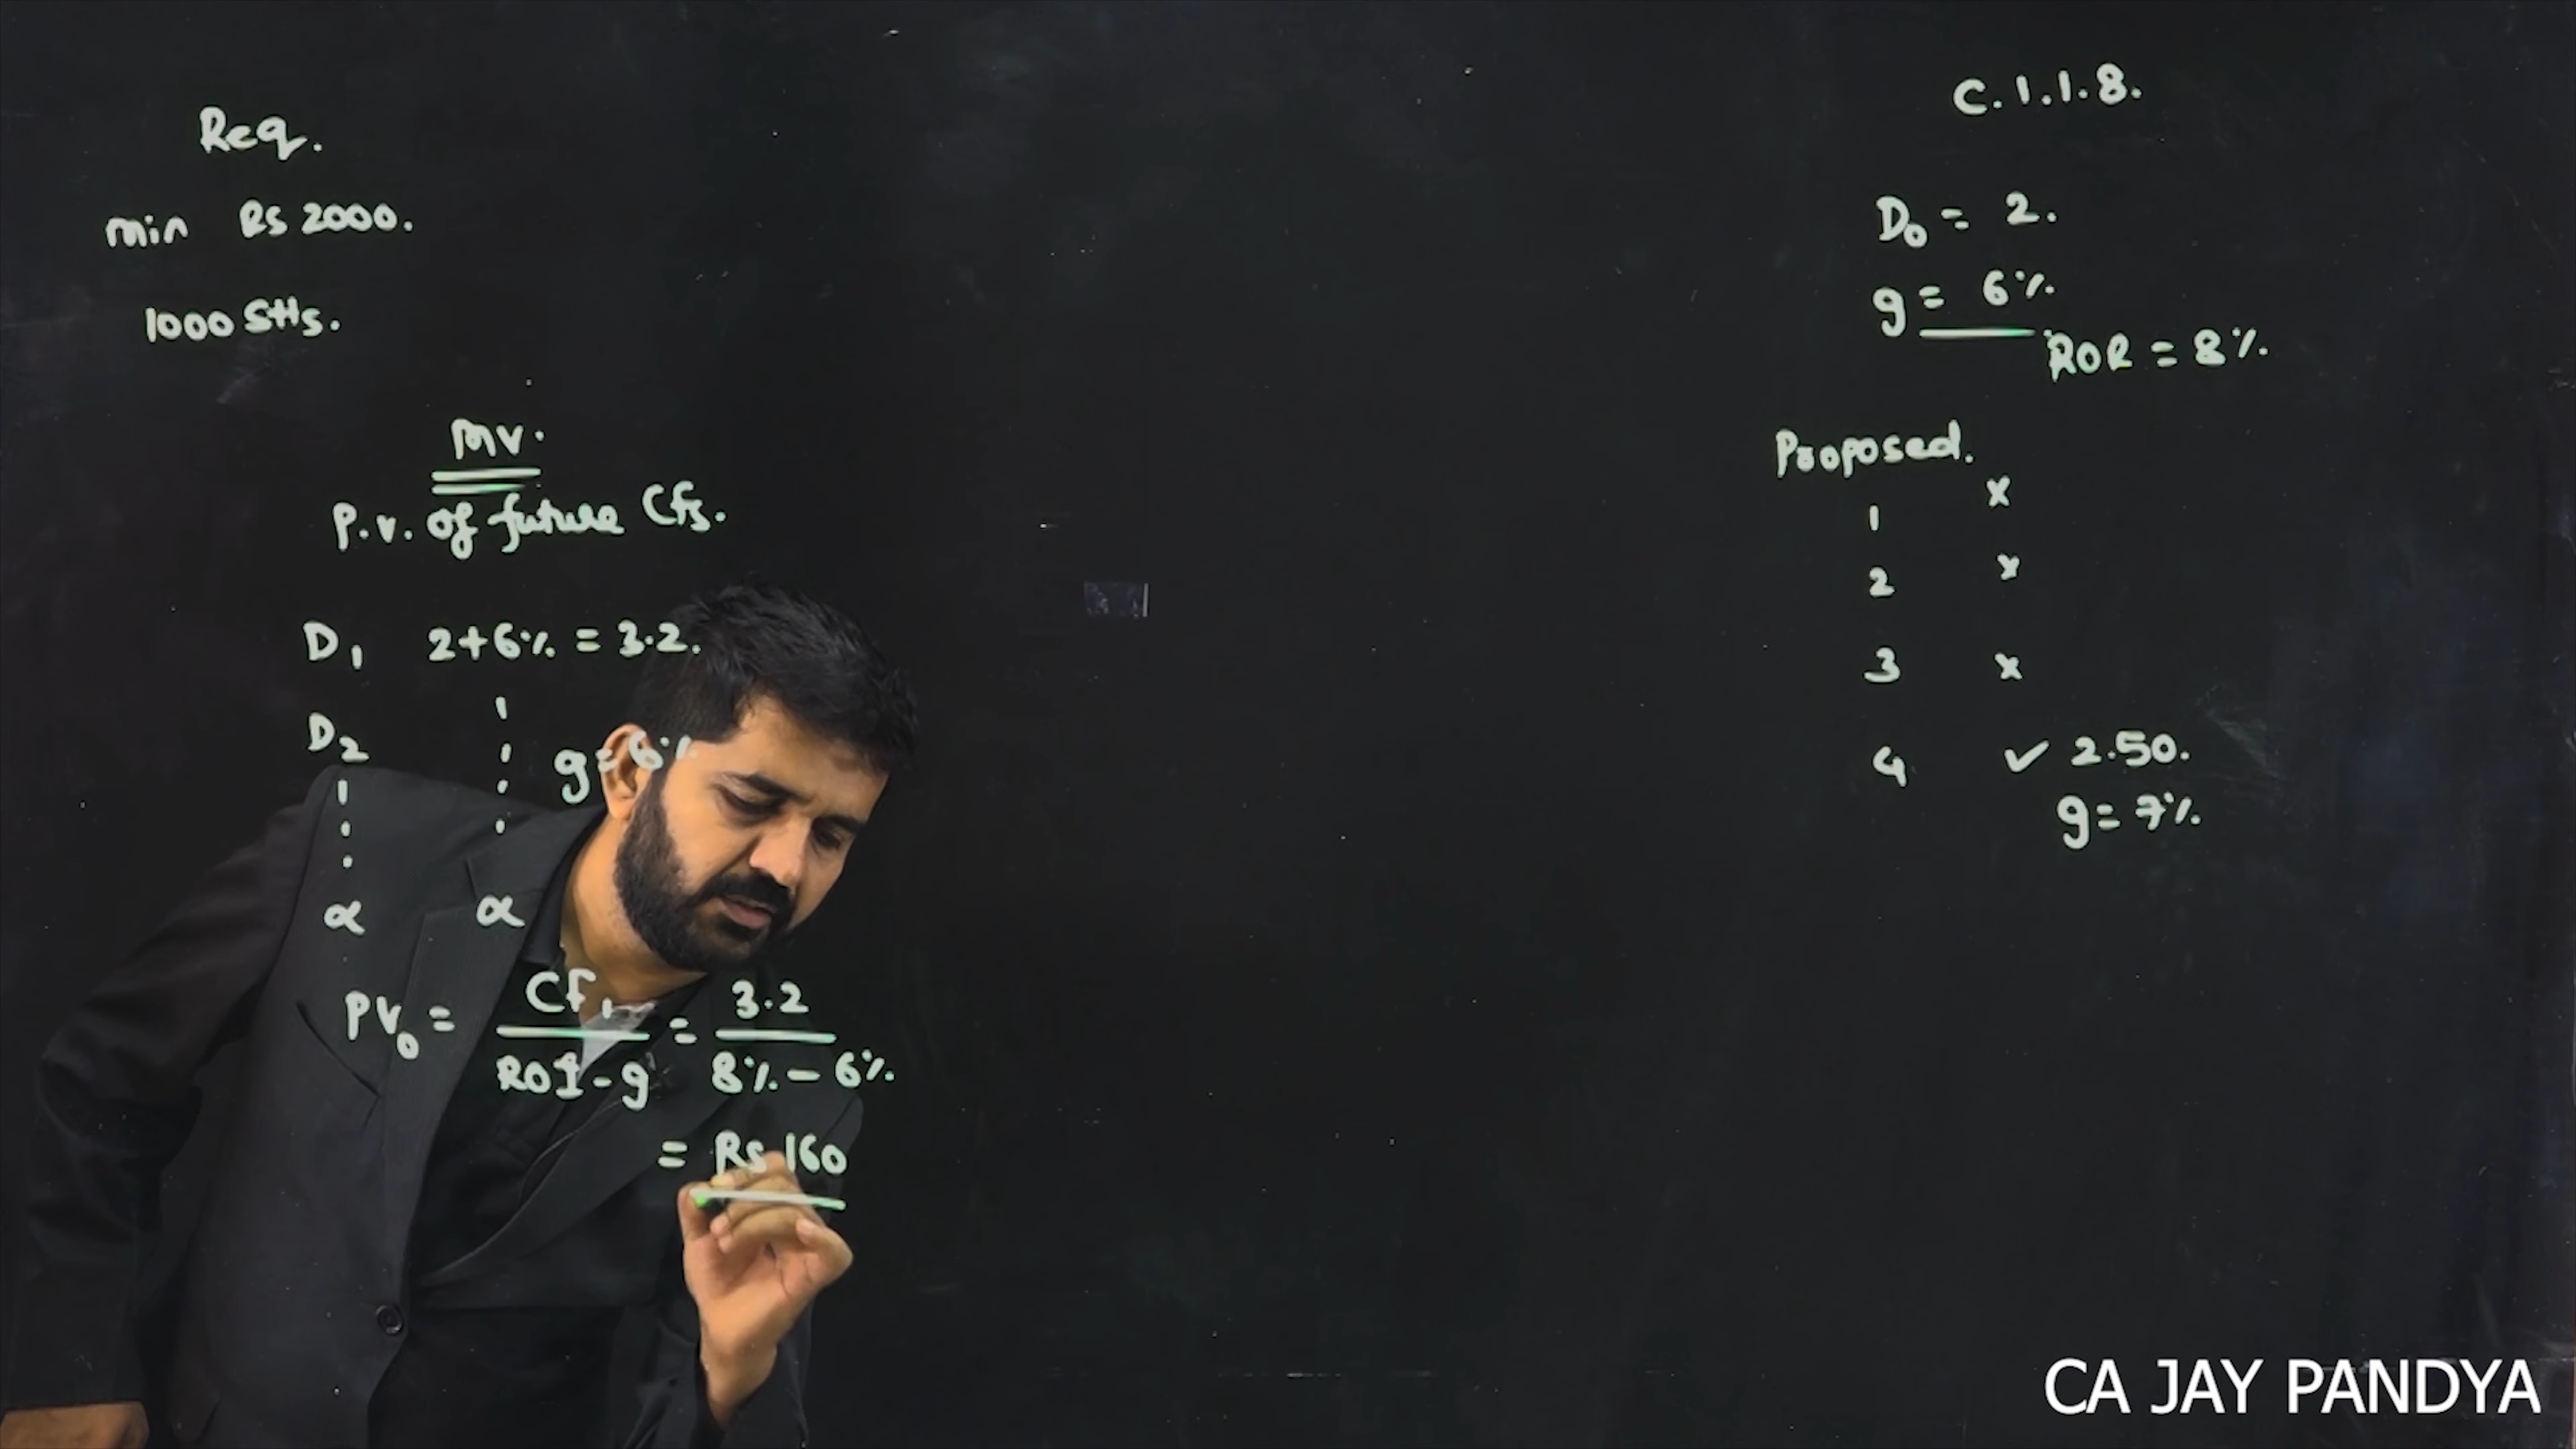 Req.
min Rs 2000.
1000 SHs.
MV.
P.V. of future Cfs.
D1 2+6% = 3.2.
D2 g=6%
α α
PV0 = CF1 / ROI-g = 3.2 / 8%-6%
= Rs 160
C.1.1.8.
D0 = 2.
g = 6%.
ROR = 8%.
Proposed.
1 x
2 x
3 x
4 ✓ 2.50.
g= 7%.
CA JAY PANDYA